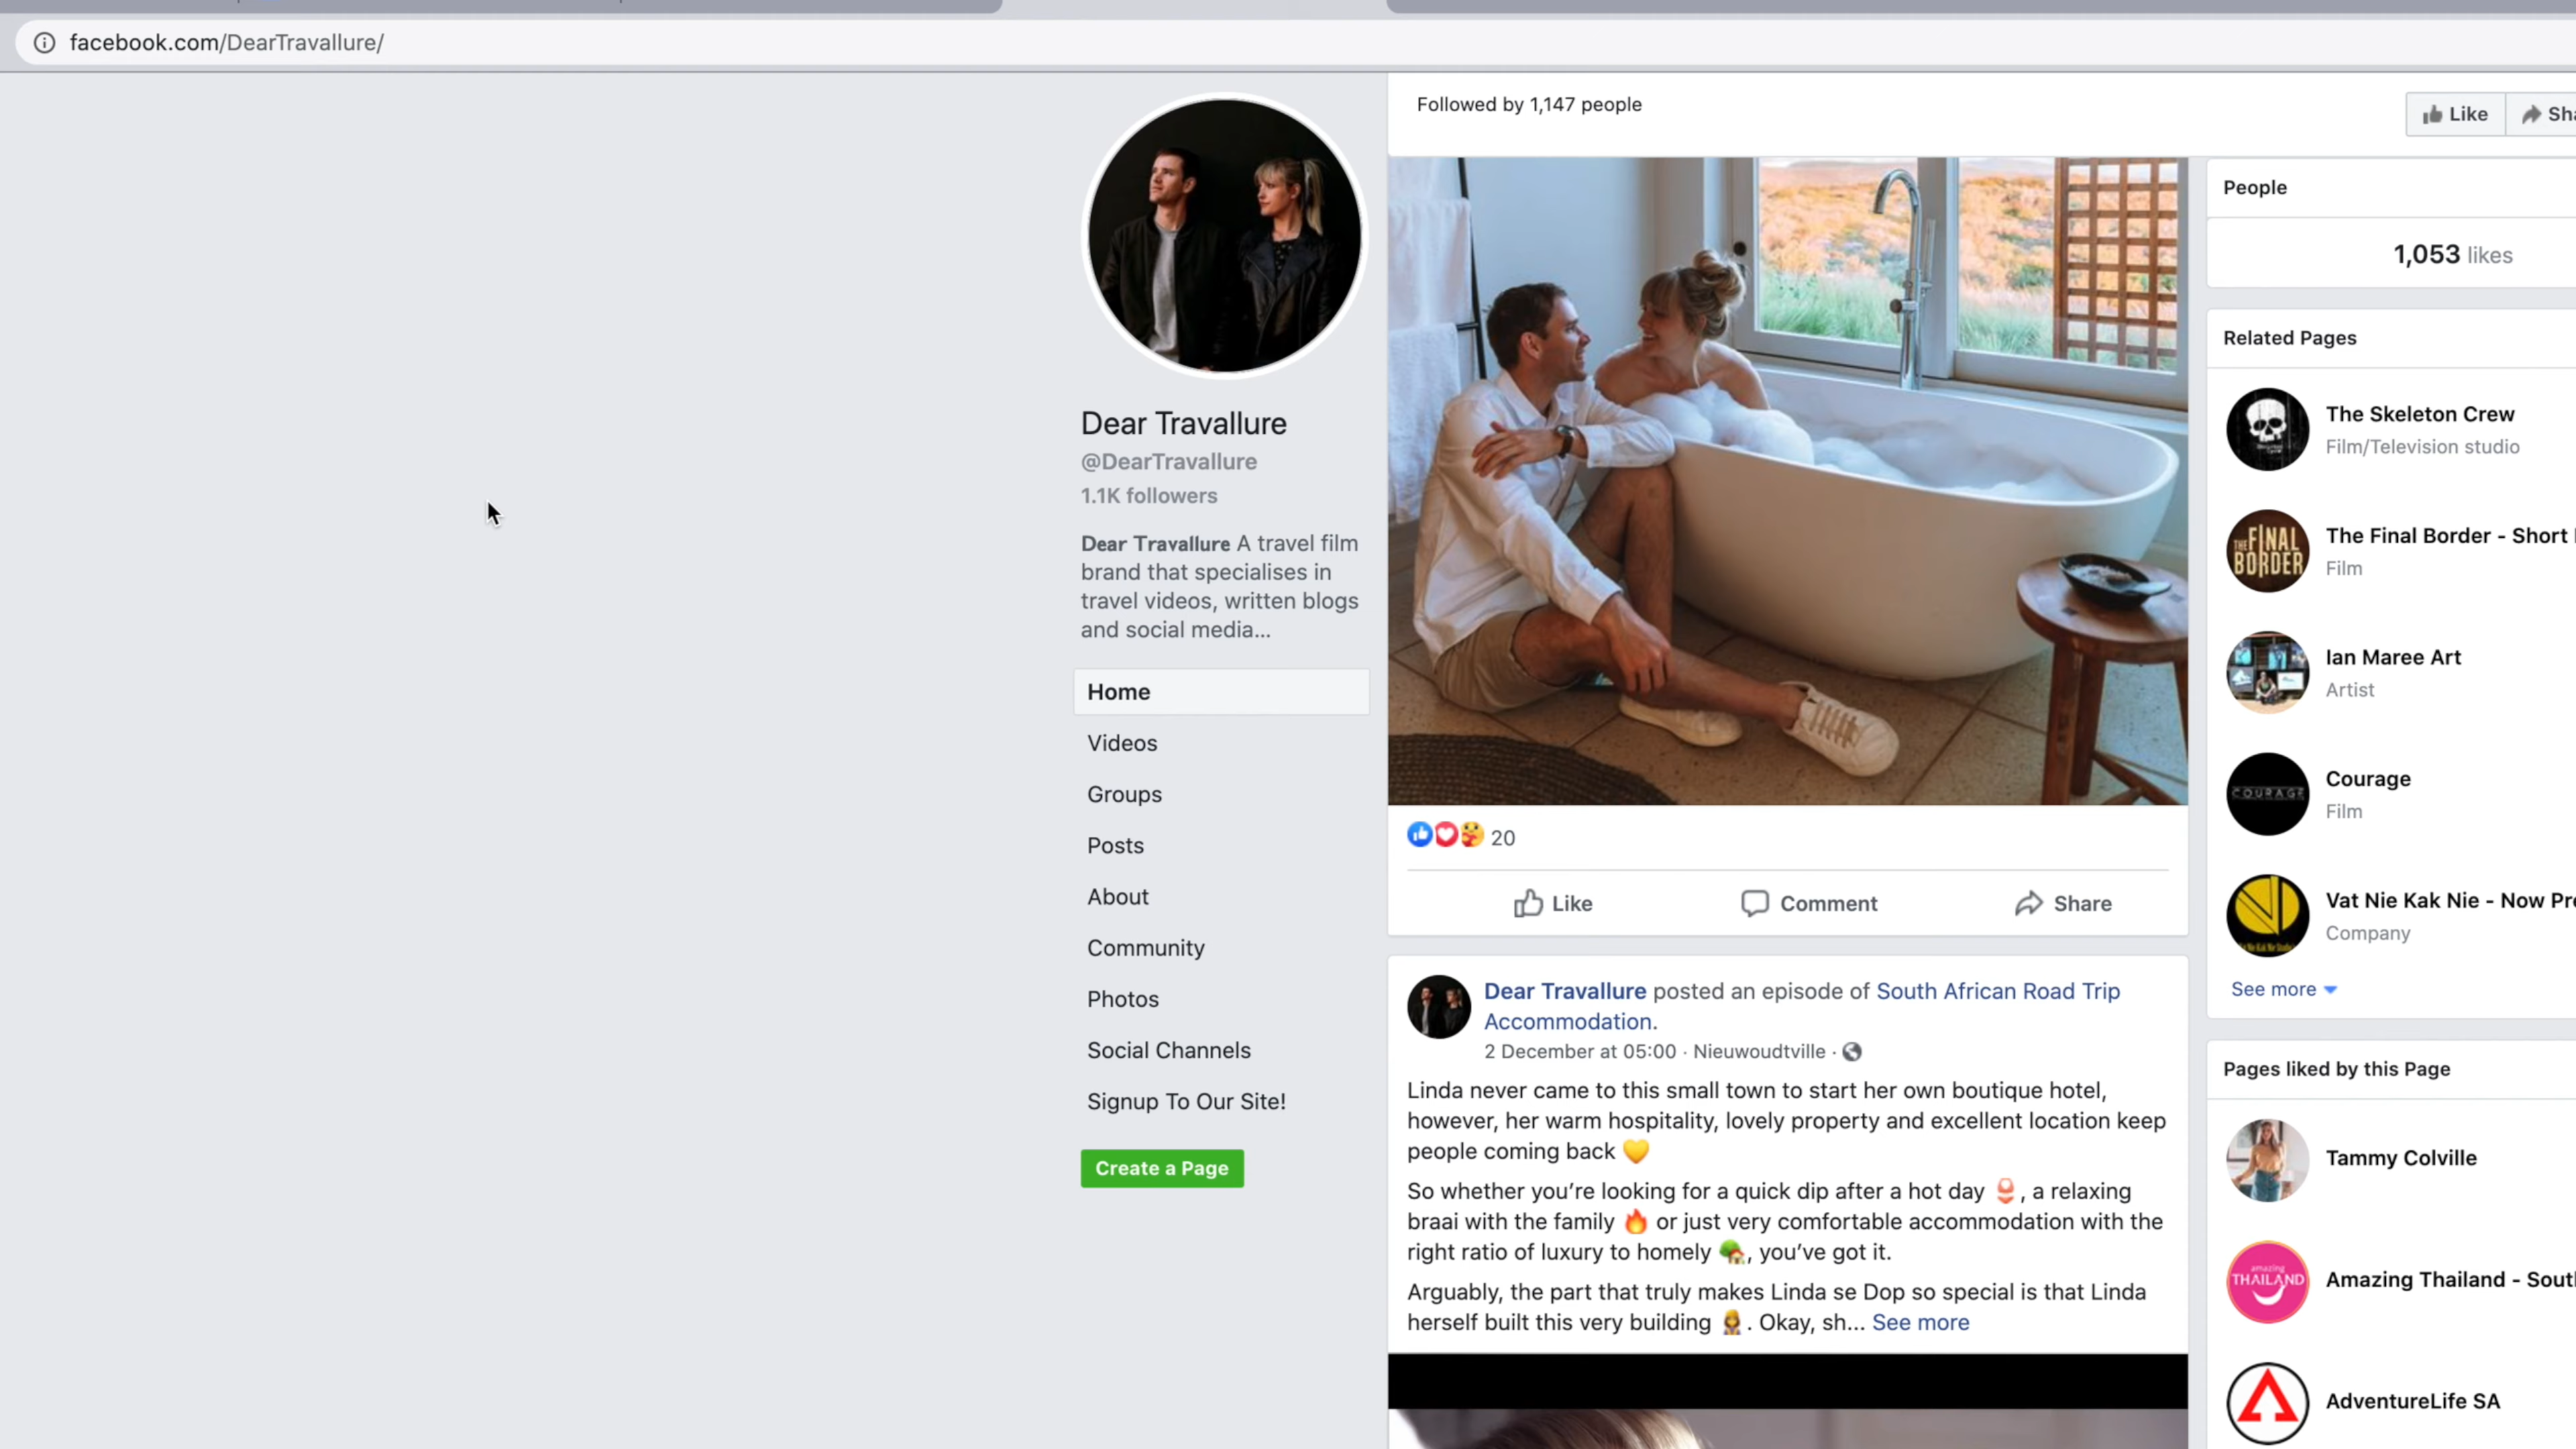 facebook.com/DearTravallure/
Followed by 1,147 people
Like
Dear Travallure
@DearTravallure
1.1K followers
Dear Travallure A travel film
brand that specialises in
travel videos, written blogs
and social media...
Home
Videos
Groups
Posts
About
Community
Photos
Social Channels
Signup To Our Site!
Create a Page
20
Like
Comment
Share
Dear Travallure posted an episode of South African Road Trip
Accommodation.
2 December at 05:00 · Nieuwoudtville ·
Linda never came to this small town to start her own boutique hotel,
however, her warm hospitality, lovely property and excellent location keep
people coming back 💛
So whether you’re looking for a quick dip after a hot day 🩱, a relaxing
braai with the family 🔥 or just very comfortable accommodation with the
right ratio of luxury to homely 🏡, you’ve got it.
Arguably, the part that truly makes Linda se Dop so special is that Linda
herself built this very building 👷‍♀️. Okay, sh... See more
People
1,053 likes
Related Pages
The Skeleton Crew
Film/Television studio
THE FINAL
BORDER
The Final Border - Short
Film
Ian Maree Art
Artist
COURAGE
Courage
Film
Vat Nie Kak Nie - Now
Company
See more
Pages liked by this Page
Tammy Colville
amazing
THAILAND
Amazing Thailand -
AdventureLife SA